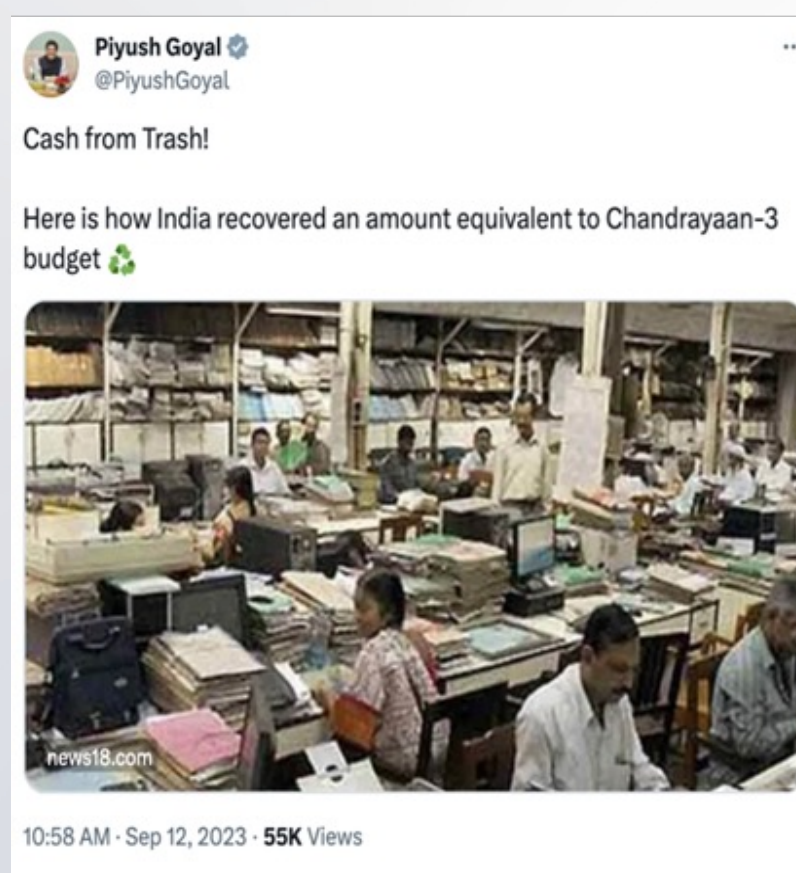 Piyush Goyal
@PiyushGoyal
Cash from Trash!
Here is how India recovered an amount equivalent to Chandrayaan-3
budget ♻️
news18.com
10:58 AM · Sep 12, 2023 · 55K Views